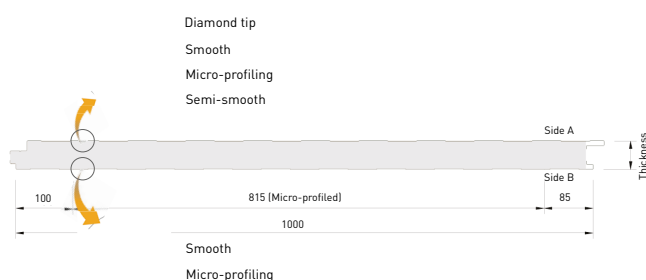 Diamond tip
Smooth
Micro-profiling
Semi-smooth
Side A
Thickness
Side B
100
815 (Micro-profiled)
85
1000
Smooth
Micro-profiling